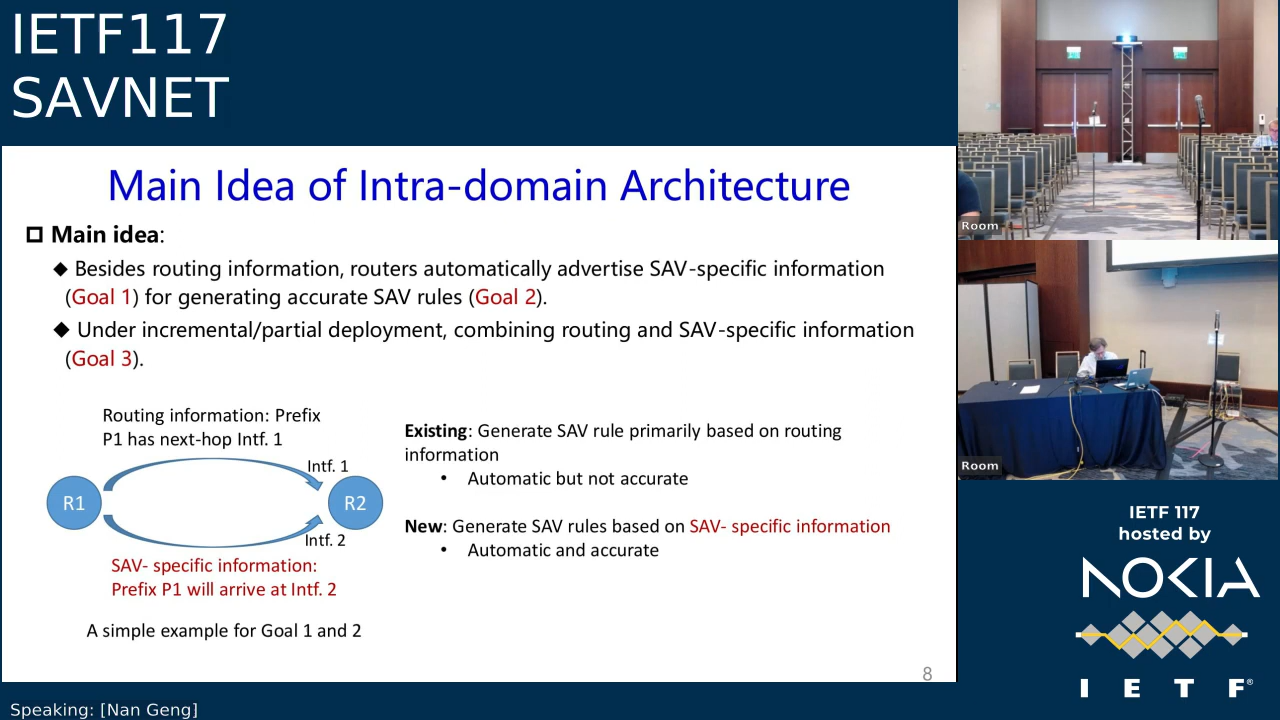 IETF117
SAVNET
Main Idea of Intra-domain Architecture
Main idea:
Besides routing information, routers automatically advertise SAV-specific information
(Goal 1) for generating accurate SAV rules (Goal 2).
Under incremental/partial deployment, combining routing and SAV-specific information
(Goal 3).
Routing information: Prefix
P1 has next-hop Intf. 1
Intf. 1
R1
R2
Intf. 2
SAV- specific information:
Prefix P1 will arrive at Intf. 2
A simple example for Goal 1 and 2
Existing: Generate SAV rule primarily based on routing
information
• Automatic but not accurate
New: Generate SAV rules based on SAV- specific information
• Automatic and accurate
8
Speaking: [Nan Geng]
Room
Room
IETF 117
hosted by
NOKIA
I E T F®